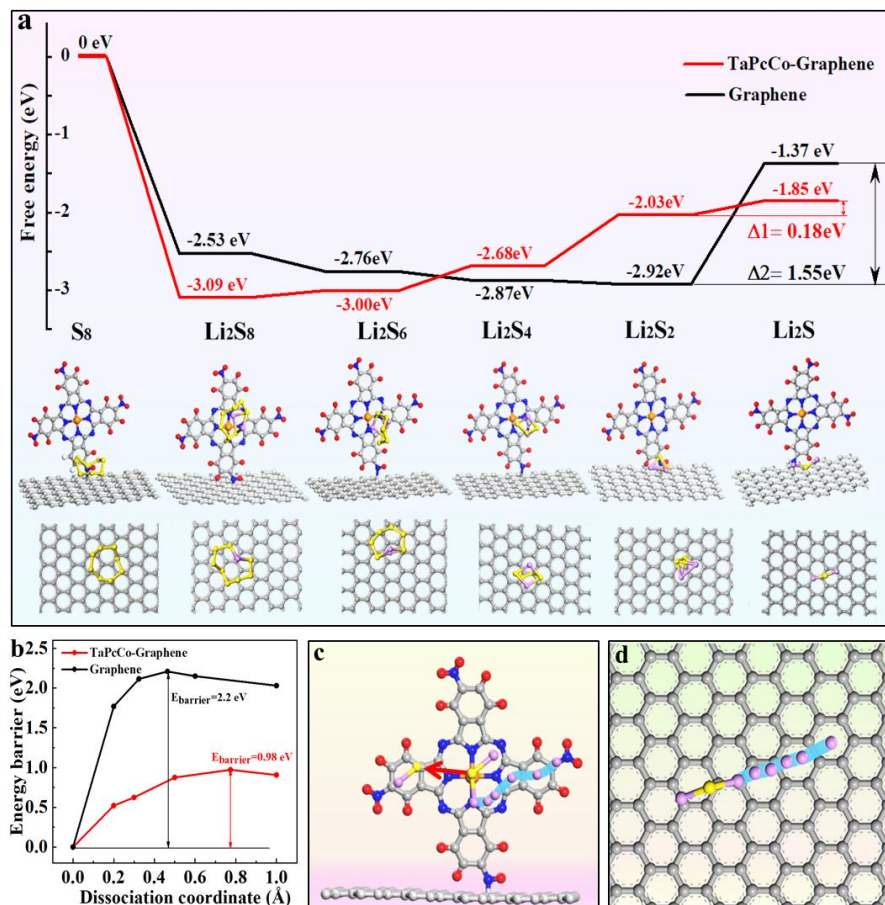 a
0 eV
0
-1
-2
-3
Free energy (eV)
TaPcCo-Graphene
Graphene
-1.37 eV
-1.85 eV
-2.03eV
Δ1= 0.18eV
-2.53 eV
-2.76eV
-2.68eV
-2.92eV
Δ2= 1.55eV
-3.09 eV
-3.00eV
-2.87eV
S8 Li2S8 Li2S6 Li2S4 Li2S2 Li2S
b
2.5
2.0
1.5
1.0
0.5
0.0
Energy barrier (eV)
TaPcCo-Graphene
Graphene
Ebarrier=2.2 eV
Ebarrier=0.98 eV
0.0 0.2 0.4 0.6 0.8 1.0
Dissociation coordinate (Å)
c
d